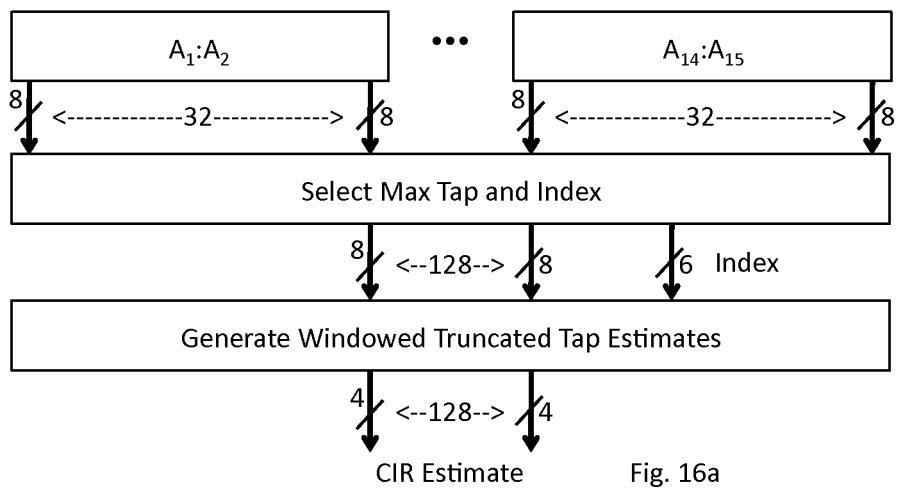 A₁:A₂ ••• A₁₄:A₁₅
8 <-------------32-------------> 8 8 <-------------32-------------> 8
Select Max Tap and Index
8 <--128--> 8 6 Index
Generate Windowed Truncated Tap Estimates
4 <--128--> 4
CIR Estimate Fig. 16a